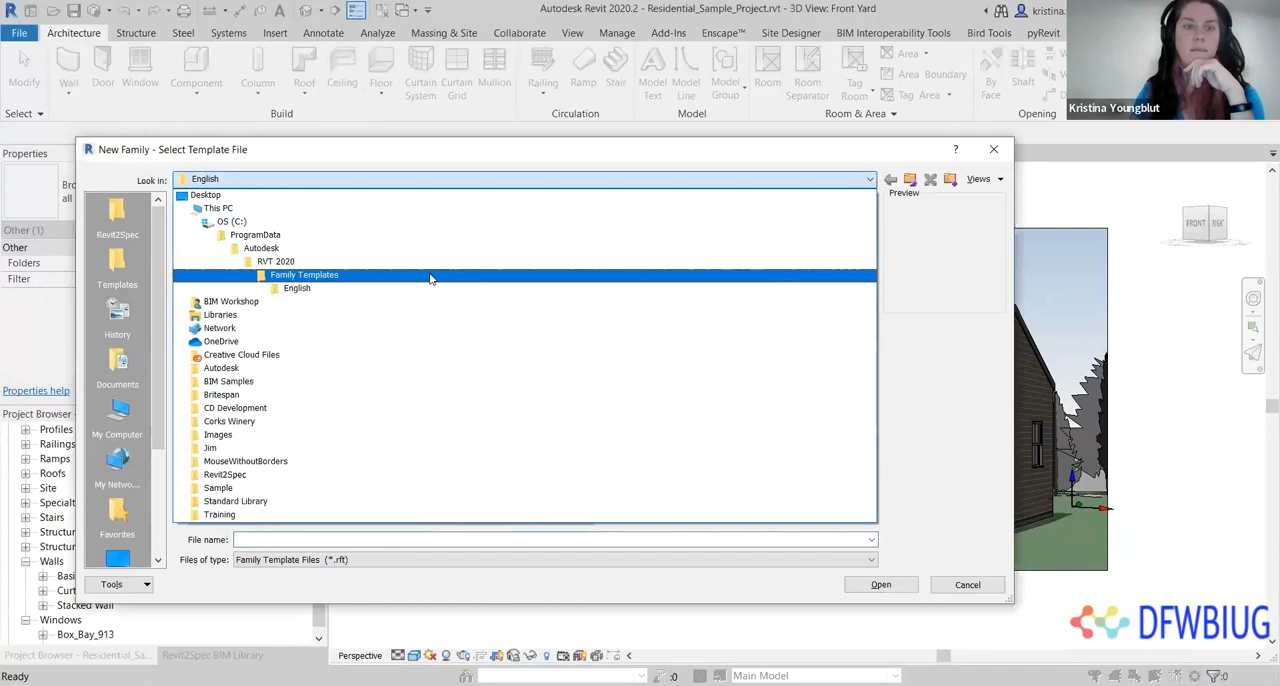 Autodesk Revit 2020.2 - Residential_Sample_Project.rvt - 3D View: Front Yard
kristina.
File
Architecture
Structure
Steel
Systems
Insert
Annotate
Analyze
Massing & Site
Collaborate
View
Manage
Add-Ins
Enscape™
Site Designer
BIM Interoperability Tools
Bird Tools
pyRevit
Modify
Wall
Door
Window
Component
Column
Roof
Ceiling
Floor
Curtain
System
Curtain
Grid
Mullion
Railing
Ramp
Stair
Model
Text
Model
Line
Model
Group
Room
Room
Separator
Tag
Room
Area
Area Boundary
Tag Area
By
Face
Shaft
Select
Build
Circulation
Model
Room & Area
Opening
Kristina Youngblut
Properties
Other (1)
Other
Folders
Filter
Properties help
New Family - Select Template File
?
Look in:
English
Views
Preview
Desktop
This PC
OS (C:)
ProgramData
Autodesk
RVT 2020
Family Templates
English
BIM Workshop
Libraries
Network
OneDrive
Creative Cloud Files
Autodesk
BIM Samples
Britespan
CD Development
Corks Winery
Images
Jim
MouseWithoutBorders
Revit2Spec
Sample
Standard Library
Training
Revit2Spec
Templates
History
Documents
My Computer
My Netwo...
Favorites
File name:
Files of type:
Family Template Files (*.rft)
Tools
Open
Cancel
FRONT
Project Browser
Profiles
Railings
Ramps
Roofs
Site
Stairs
Walls
Stacked Wall
Windows
Box_Bay_913
Project Browser - Residential_Sa...
Revit2Spec BIM Library
Perspective
DFWBIUG
Ready
:0
Main Model
:0